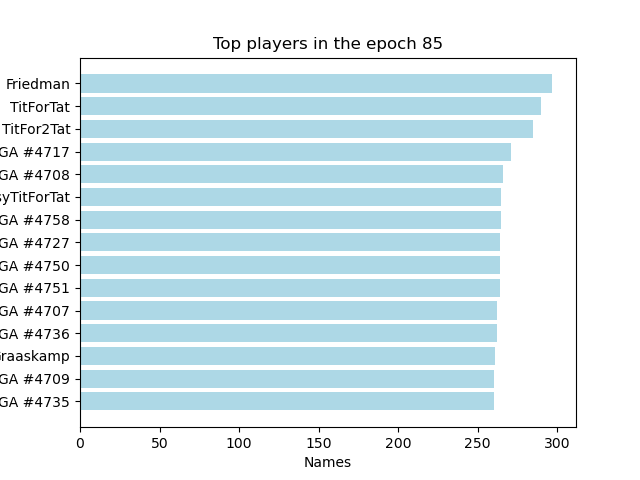 Top players in the epoch 85
Friedman
TitForTat
TitFor2Tat
GA #4717
GA #4708
syTitForTat
GA #4758
GA #4727
GA #4750
GA #4751
GA #4707
GA #4736
Graaskamp
GA #4709
GA #4735
0 50 100 150 200 250 300
Names